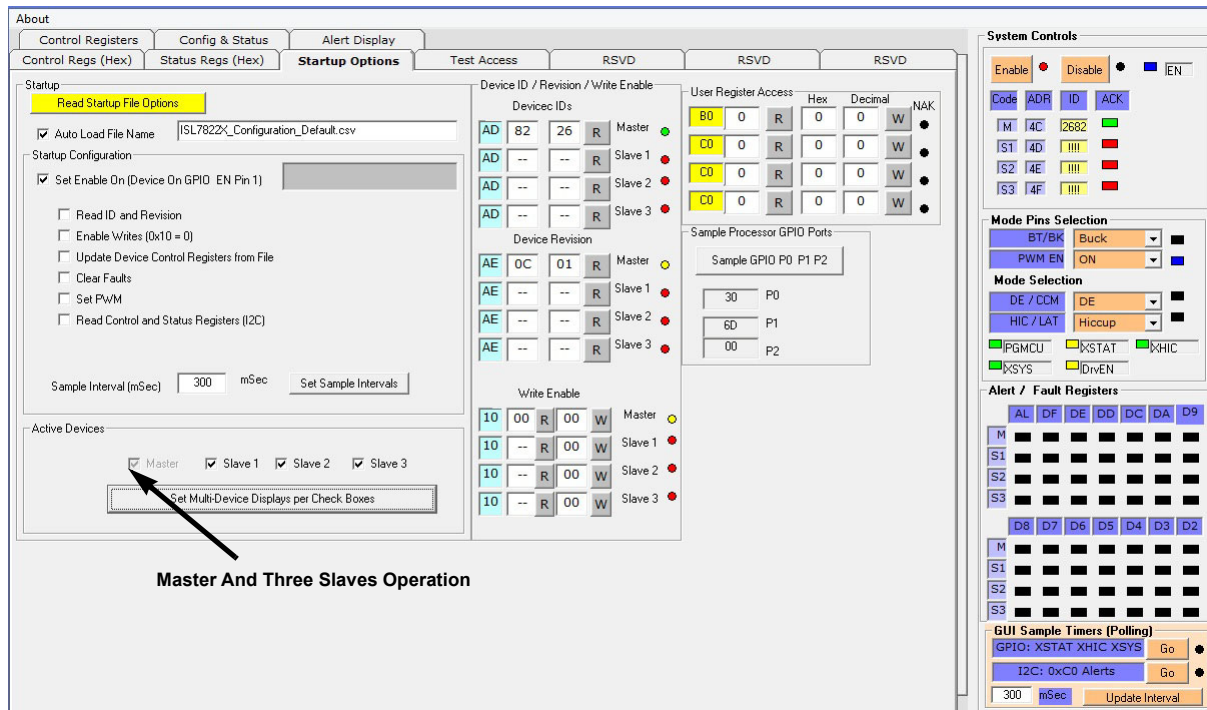 About
Control Registers Config & Status Alert Display
Control Regs (Hex) Status Regs (Hex) Startup Options Test Access RSVD RSVD RSVD
Startup
Read Startup File Options
Auto Load File Name ISL7822X_Configuration_Default.csv
Startup Configuration
Set Enable On (Device On GPIO EN Pin 1)
Read ID and Revision
Enable Writes (0x10 = 0)
Update Device Control Registers from File
Clear Faults
Set PWM
Read Control and Status Registers (I2C)
Sample Interval (mSec) 300 mSec Set Sample Intervals
Active Devices
Master Slave 1 Slave 2 Slave 3
Set Multi-Device Displays per Check Boxes
Master And Three Slaves Operation
Device ID / Revision / Write Enable
Devicec IDs
AD 82 26 R Master
AD -- -- R Slave 1
AD -- -- R Slave 2
AD -- -- R Slave 3
Device Revision
AE 0C 01 R Master
AE -- -- R Slave 1
AE -- -- R Slave 2
AE -- -- R Slave 3
Write Enable
10 00 R 00 W Master
10 -- R 00 W Slave 1
10 -- R 00 W Slave 2
10 -- R 00 W Slave 3
User Register Access Hex Decimal NAK
B0 0 R 0 0 W
C0 0 R 0 0 W
C0 0 R 0 0 W
C0 0 R 0 0 W
Sample Processor GPIO Ports
Sample GPIO P0 P1 P2
30 P0
6D P1
00 P2
System Controls
Enable Disable EN
Code ADR ID ACK
M 4C 2682
S1 4D !!!!
S2 4E !!!!
S3 4F !!!!
Mode Pins Selection
BT/BK Buck
PWM EN ON
Mode Selection
DE / CCM DE
HIC / LAT Hiccup
PGMCU XSTAT XHIC
XSYS DrvEN
Alert / Fault Registers
AL DF DE DD DC DA D9
M
S1
S2
S3
D8 D7 D6 D5 D4 D3 D2
M
S1
S2
S3
GUI Sample Timers (Polling)
GPIO: XSTAT XHIC XSYS Go
I2C: 0xC0 Alerts Go
300 mSec Update Interval